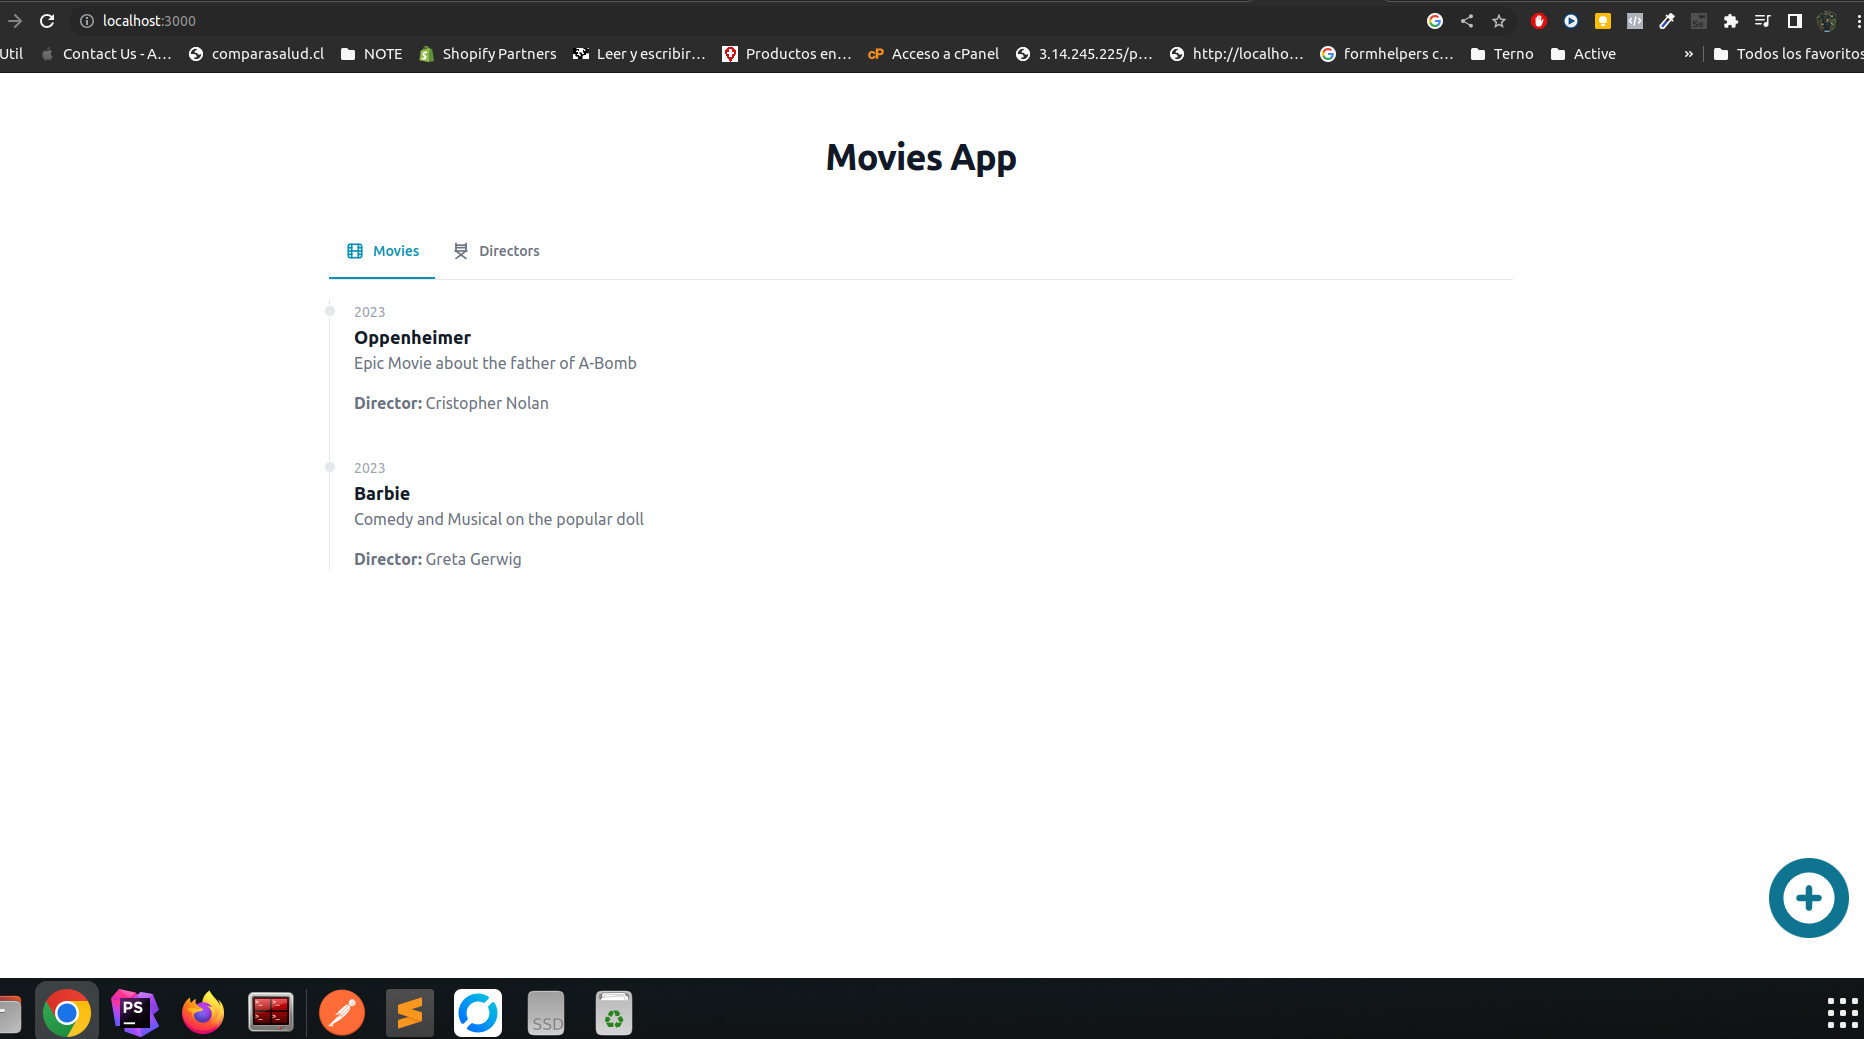 localhost:3000
Util Contact Us - A... comparasalud.cl NOTE Shopify Partners Leer y escribir... Productos en... cP Acceso a cPanel 3.14.245.225/p... http://localho... formhelpers c... Terno Active » Todos los favoritos
Movies App
Movies Directors
2023
Oppenheimer
Epic Movie about the father of A-Bomb
Director: Cristopher Nolan
2023
Barbie
Comedy and Musical on the popular doll
Director: Greta Gerwig
PS
SSD